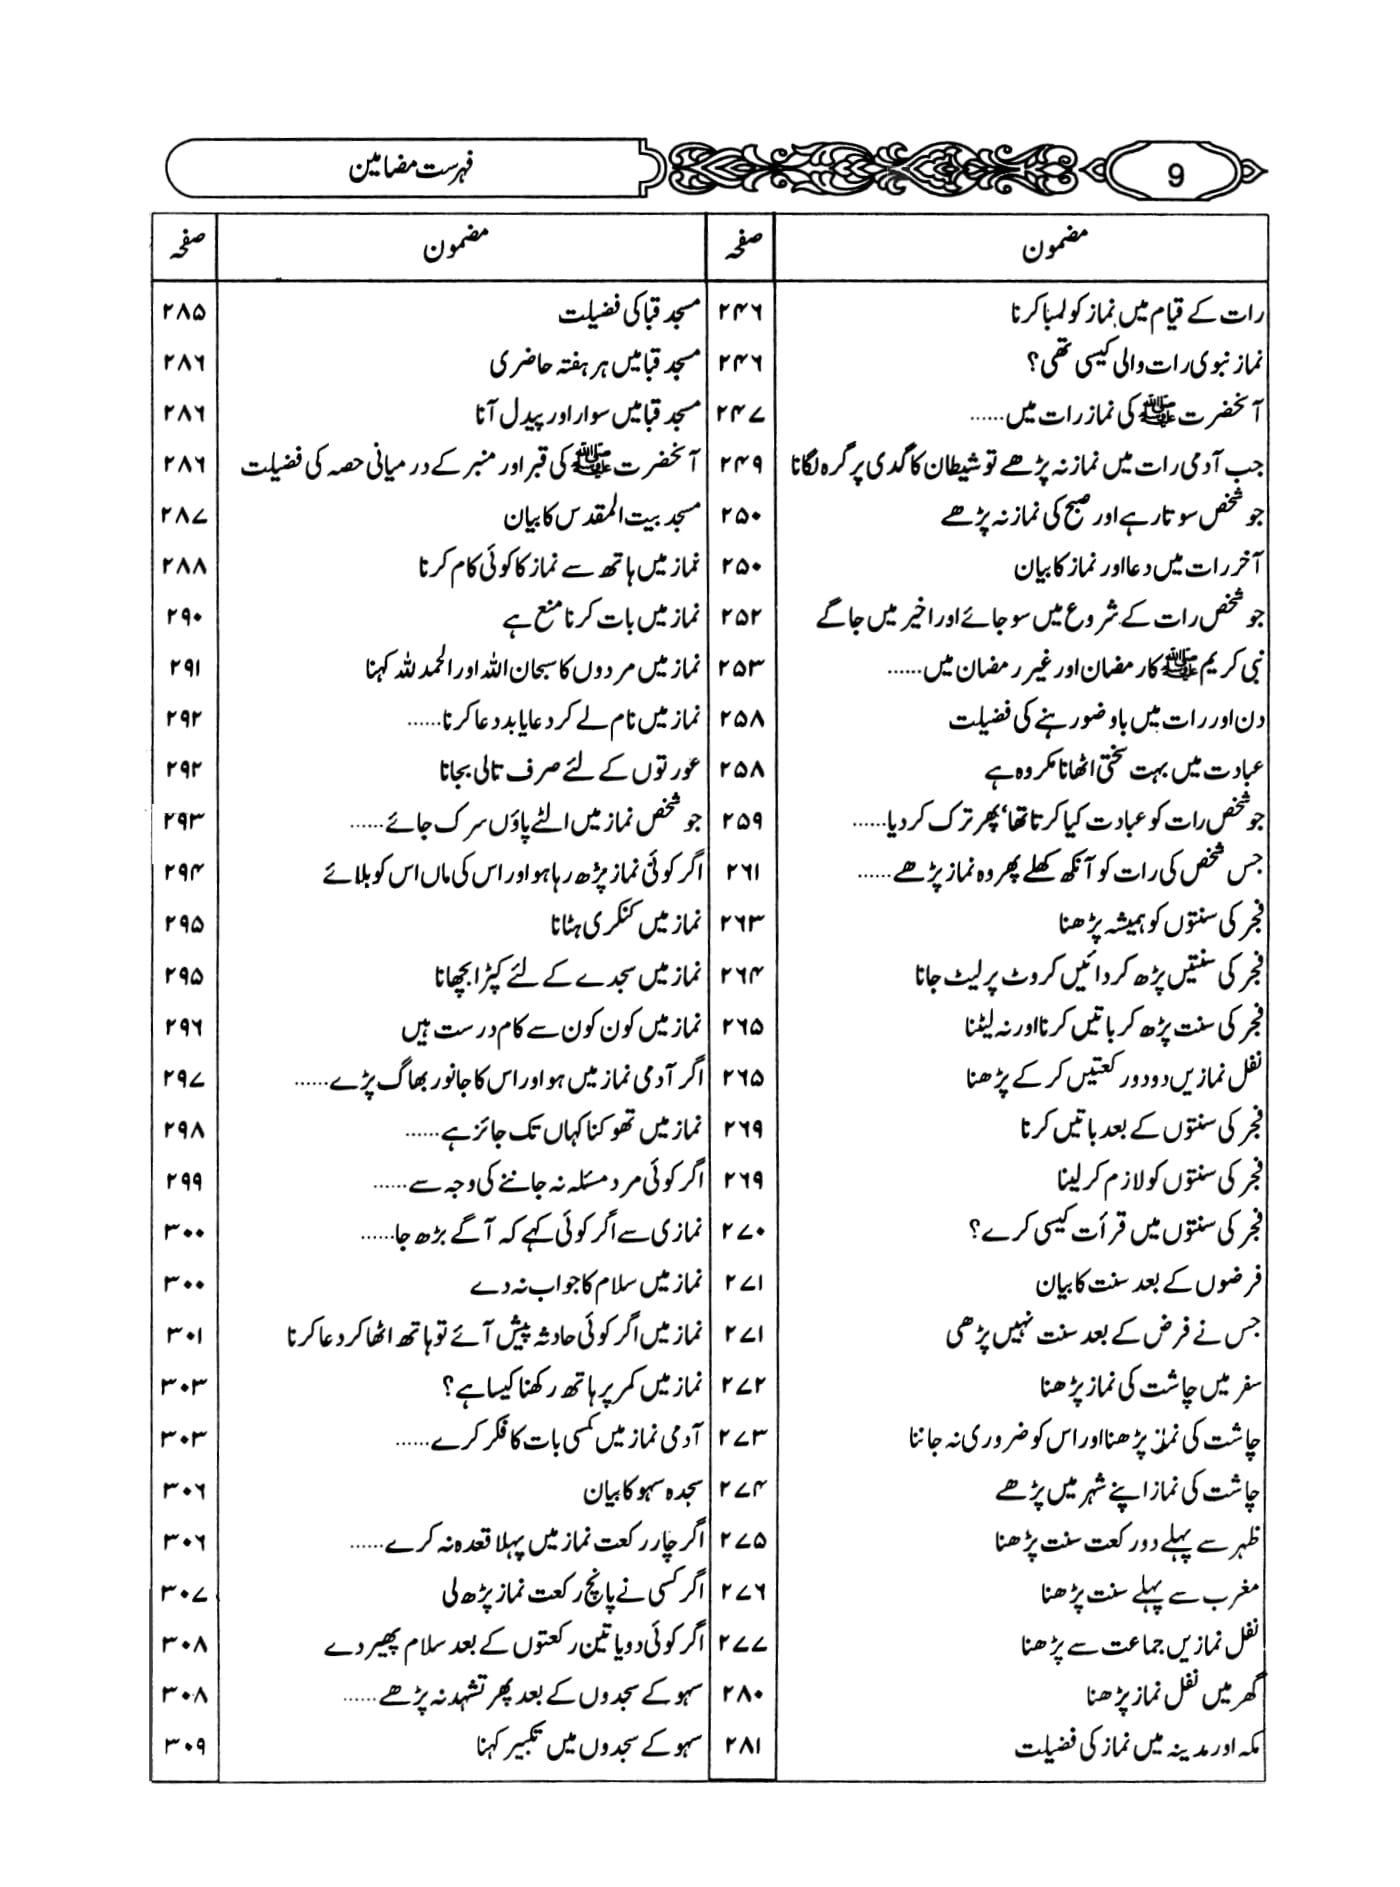 9
فہرست مضامین
مضمون صفحہ
رات کے قیام میں نماز کو لمبا کرنا ۲۴۶
نماز نبوی رات والی کیسی تھی؟ ۲۴۶
آنحضرت ﷺ کی نماز رات میں...... ۲۴۷
جب آدمی رات میں نماز نہ پڑھے تو شیطان کا گدی پر گرہ لگانا ۲۴۹
جو شخص سوتا رہے اور صبح کی نماز نہ پڑھے ۲۵۰
آخر رات میں دعا اور نماز کا بیان ۲۵۰
جو شخص رات کے شروع میں سو جائے اور اخیر میں جاگے ۲۵۲
نبی کریم ﷺ کا رمضان اور غیر رمضان میں...... ۲۵۳
دن اور رات میں باوضو رہنے کی فضیلت ۲۵۸
عبادت میں بہت سختی اٹھانا مکروہ ہے ۲۵۸
جو شخص رات کو عبادت کیا کرتا تھا‘ پھر ترک کر دیا...... ۲۵۹
جس شخص کی رات کو آنکھ کھلے پھر وہ نماز پڑھے...... ۲۶۱
فجر کی سنتوں کو ہمیشہ پڑھنا ۲۶۳
فجر کی سنتیں پڑھ کر دائیں کروٹ پر لیٹ جانا ۲۶۴
فجر کی سنت پڑھ کر باتیں کرنا اور نہ لیٹنا ۲۶۵
نفل نمازیں دو دو رکعتیں کر کے پڑھنا ۲۶۵
فجر کی سنتوں کے بعد باتیں کرنا ۲۶۹
فجر کی سنتوں کو لازم کر لینا ۲۶۹
فجر کی سنتوں میں قرأت کیسی کرے؟ ۲۷۰
فرضوں کے بعد سنت کا بیان ۲۷۱
جس نے فرض کے بعد سنت نہیں پڑھی ۲۷۱
سفر میں چاشت کی نماز پڑھنا ۲۷۲
چاشت کی نماز پڑھنا اور اس کو ضروری نہ جاننا ۲۷۳
چاشت کی نماز اپنے شہر میں پڑھے ۲۷۴
ظہر سے پہلے دو رکعت سنت پڑھنا ۲۷۵
مغرب سے پہلے سنت پڑھنا ۲۷۶
نفل نمازیں جماعت سے پڑھنا ۲۷۷
گھر میں نفل نماز پڑھنا ۲۸۰
مکہ اور مدینہ میں نماز کی فضیلت ۲۸۱
مضمون صفحہ
مسجد قبا کی فضیلت ۲۸۵
مسجد قبا میں ہر ہفتہ حاضری ۲۸۶
مسجد قبا میں سوار اور پیدل آنا ۲۸۶
آنحضرت ﷺ کی قبر اور منبر کے درمیانی حصہ کی فضیلت ۲۸۶
مسجد بیت المقدس کا بیان ۲۸۷
نماز میں ہاتھ سے نماز کا کوئی کام کرنا ۲۸۸
نماز میں بات کرنا منع ہے ۲۹۰
نماز میں مردوں کا سبحان اللہ اور الحمد للہ کہنا ۲۹۱
نماز میں نام لے کر دعا یا بد دعا کرنا...... ۲۹۲
عورتوں کے لئے صرف تالی بجانا ۲۹۲
جو شخص نماز میں الٹے پاؤں سرک جائے...... ۲۹۳
اگر کوئی نماز پڑھ رہا ہو اور اس کی ماں اس کو بلائے ۲۹۴
نماز میں کنکری ہٹانا ۲۹۵
نماز میں سجدے کے لئے کپڑا بچھانا ۲۹۵
نماز میں کون کون سے کام درست ہیں ۲۹۶
اگر آدمی نماز میں ہو اور اس کا جانور بھاگ پڑے...... ۲۹۷
نماز میں تھوکنا کہاں تک جائز ہے...... ۲۹۸
اگر کوئی مرد مسئلہ نہ جاننے کی وجہ سے...... ۲۹۹
نمازی سے اگر کوئی کہے کہ آگے بڑھ جا...... ۳۰۰
نماز میں سلام کا جواب نہ دے ۳۰۰
نماز میں اگر کوئی حادثہ پیش آئے تو ہاتھ اٹھا کر دعا کرنا ۳۰۱
نماز میں کمر پر ہاتھ رکھنا کیسا ہے؟ ۳۰۳
آدمی نماز میں کسی بات کا فکر کرے...... ۳۰۳
سجدہ سہو کا بیان ۳۰۶
اگر چار رکعت نماز میں پہلا قعدہ نہ کرے...... ۳۰۶
اگر کسی نے پانچ رکعت نماز پڑھ لی ۳۰۷
اگر کوئی دو یا تین رکعتوں کے بعد سلام پھیر دے ۳۰۸
سہو کے سجدوں کے بعد پھر تشہد نہ پڑھے...... ۳۰۸
سہو کے سجدوں میں تکبیر کہنا ۳۰۹